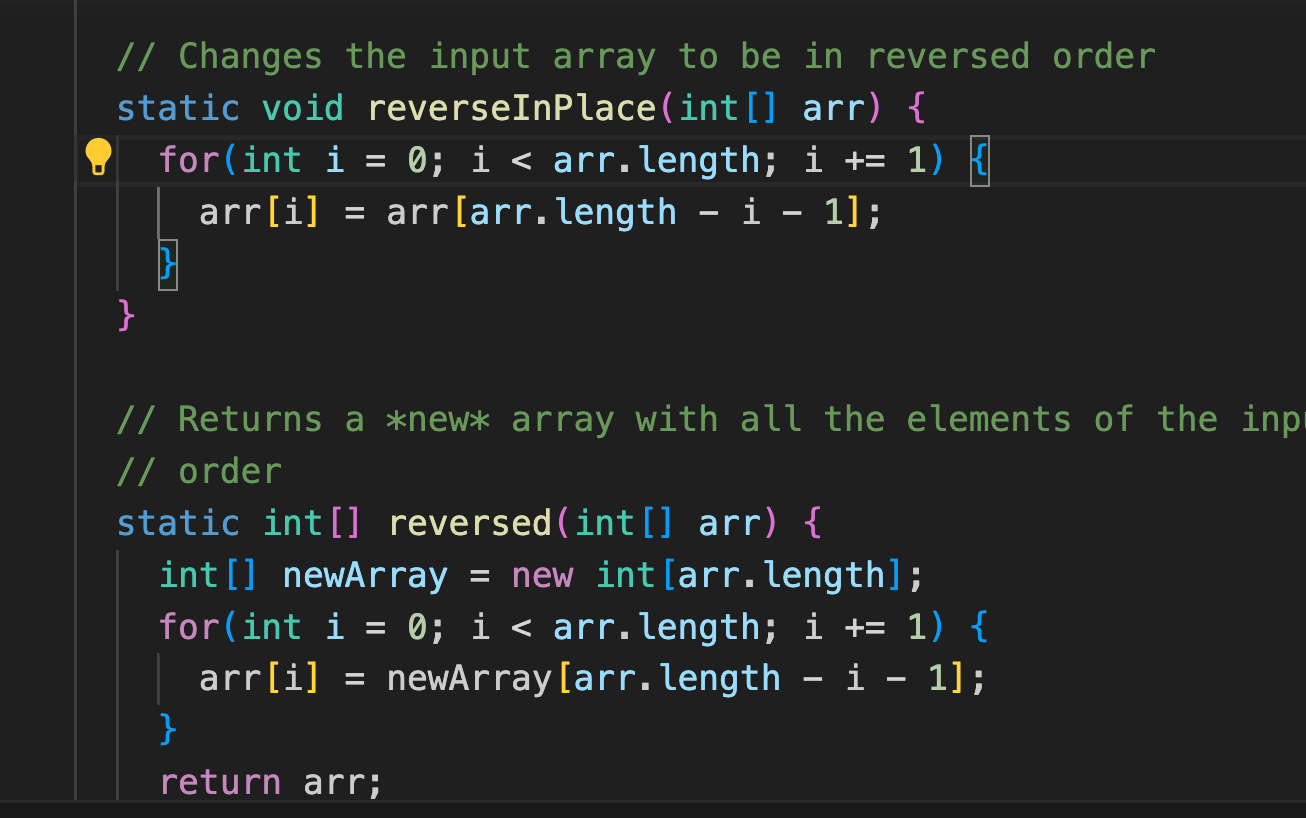 // Changes the input array to be in reversed order
static void reverseInPlace(int[] arr) {
for(int i = 0; i < arr.length; i += 1) {
arr[i] = arr[arr.length - i - 1];
}
}
// Returns a *new* array with all the elements of the
// order
static int[] reversed(int[] arr) {
int[] newArray = new int[arr.length];
for(int i = 0; i < arr.length; i += 1) {
arr[i] = newArray[arr.length - i - 1];
}
return arr;